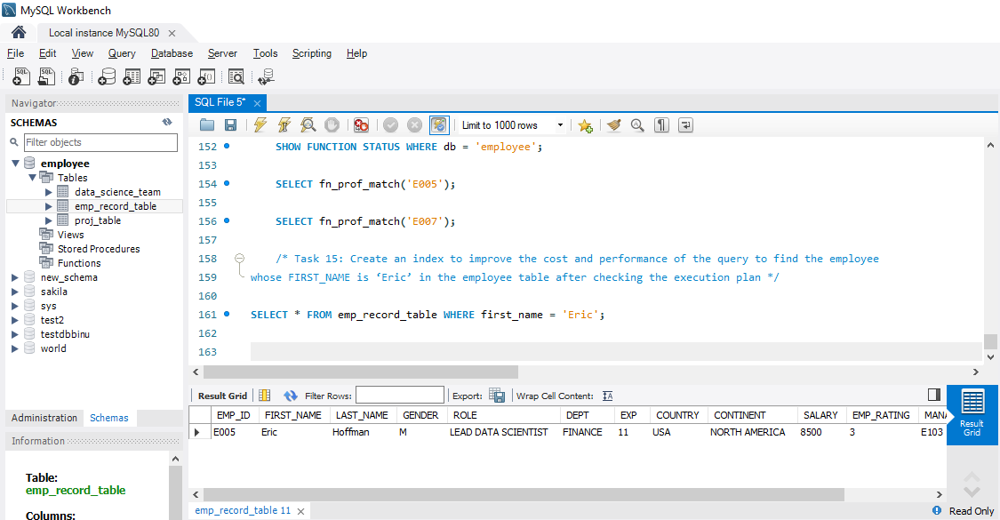 MySQL Workbench
Local instance MySQL80
File Edit View Query Database Server Tools Scripting Help
Navigator
SCHEMAS
Filter objects
employee
Tables
data_science_team
emp_record_table
proj_table
Views
Stored Procedures
Functions
new_schema
sakila
sys
test2
testdbbinu
world
Administration Schemas
Information
Table:
emp_record_table
Columns:
SQL File 5*
Limit to 1000 rows
152 SHOW FUNCTION STATUS WHERE db = 'employee';
153
154 SELECT fn_prof_match('E005');
155
156 SELECT fn_prof_match('E007');
157
158 /* Task 15: Create an index to improve the cost and performance of the query to find the employee
159 whose FIRST_NAME is ‘Eric’ in the employee table after checking the execution plan */
160
161 SELECT * FROM emp_record_table WHERE first_name = 'Eric';
162
163
Result Grid Filter Rows: Export: Wrap Cell Content:
EMP_ID FIRST_NAME LAST_NAME GENDER ROLE DEPT EXP COUNTRY CONTINENT SALARY EMP_RATING MANA
E005 Eric Hoffman M LEAD DATA SCIENTIST FINANCE 11 USA NORTH AMERICA 8500 3 E103
Result
Grid
emp_record_table 11
Read Only